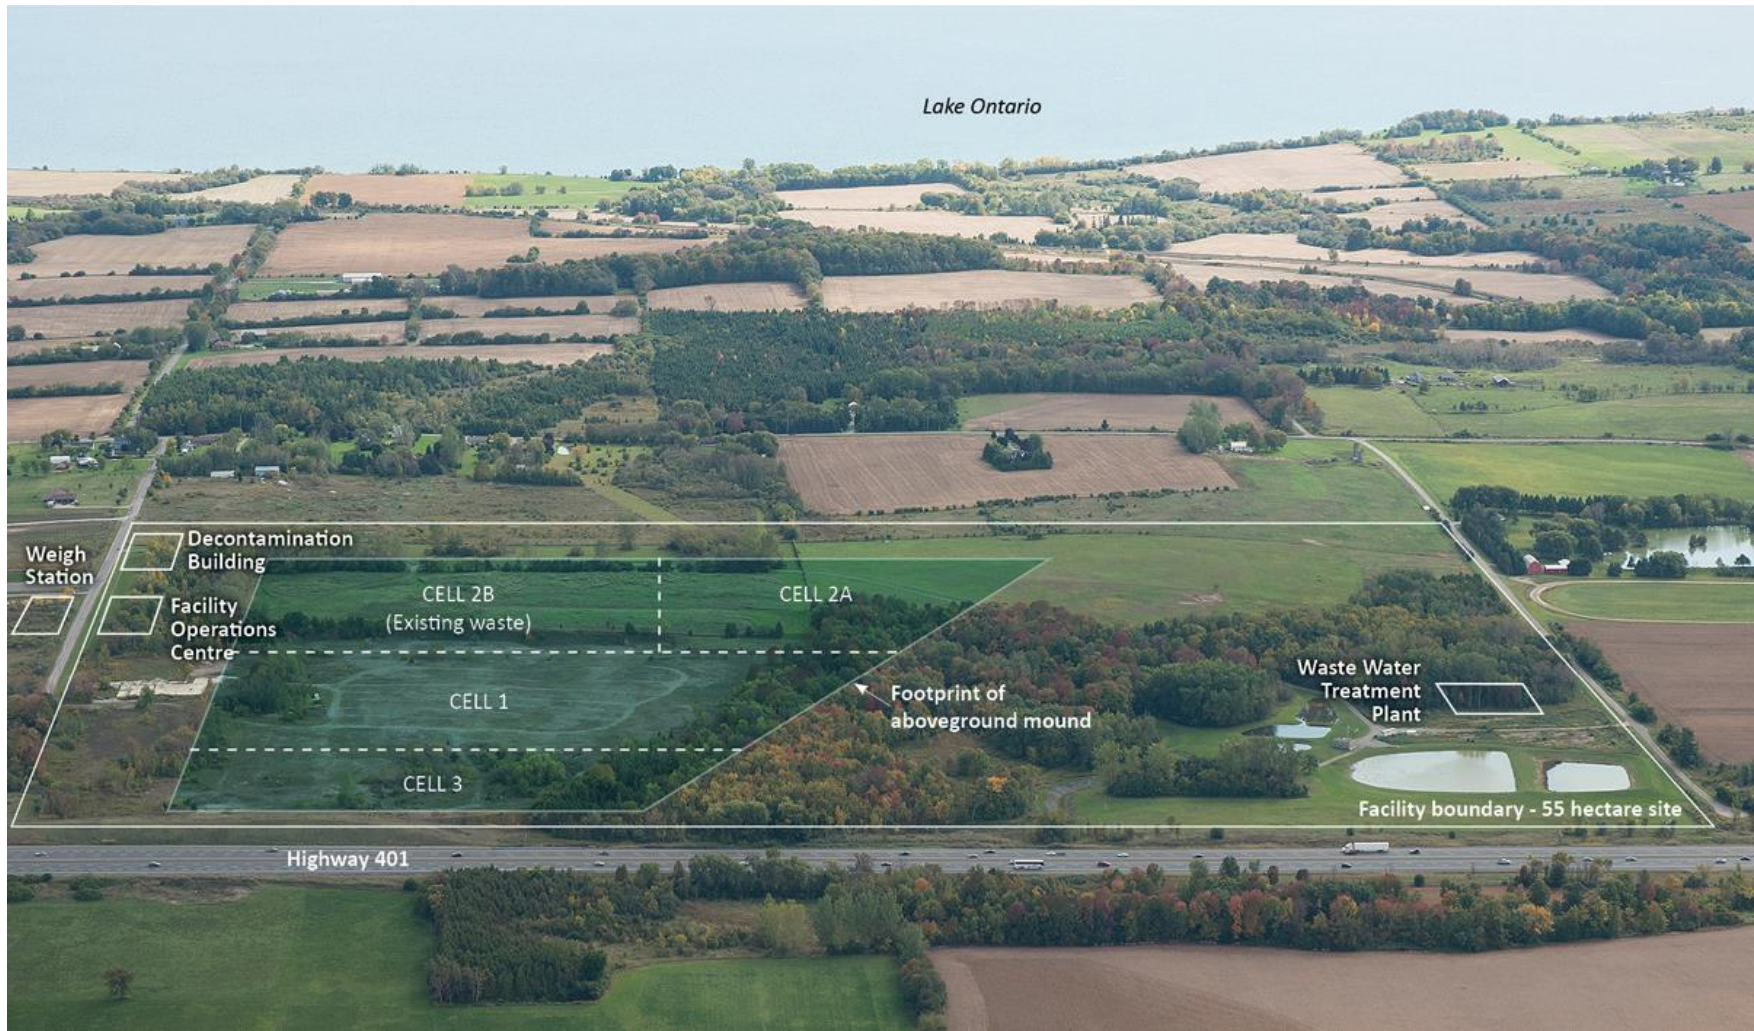 Lake Ontario
Decontamination
Building
Weigh
Station
Facility
Operations
Centre
CELL 2B
(Existing waste)
CELL 2A
CELL 1
CELL 3
Footprint of
aboveground mound
Waste Water
Treatment
Plant
Facility boundary - 55 hectare site
Highway 401